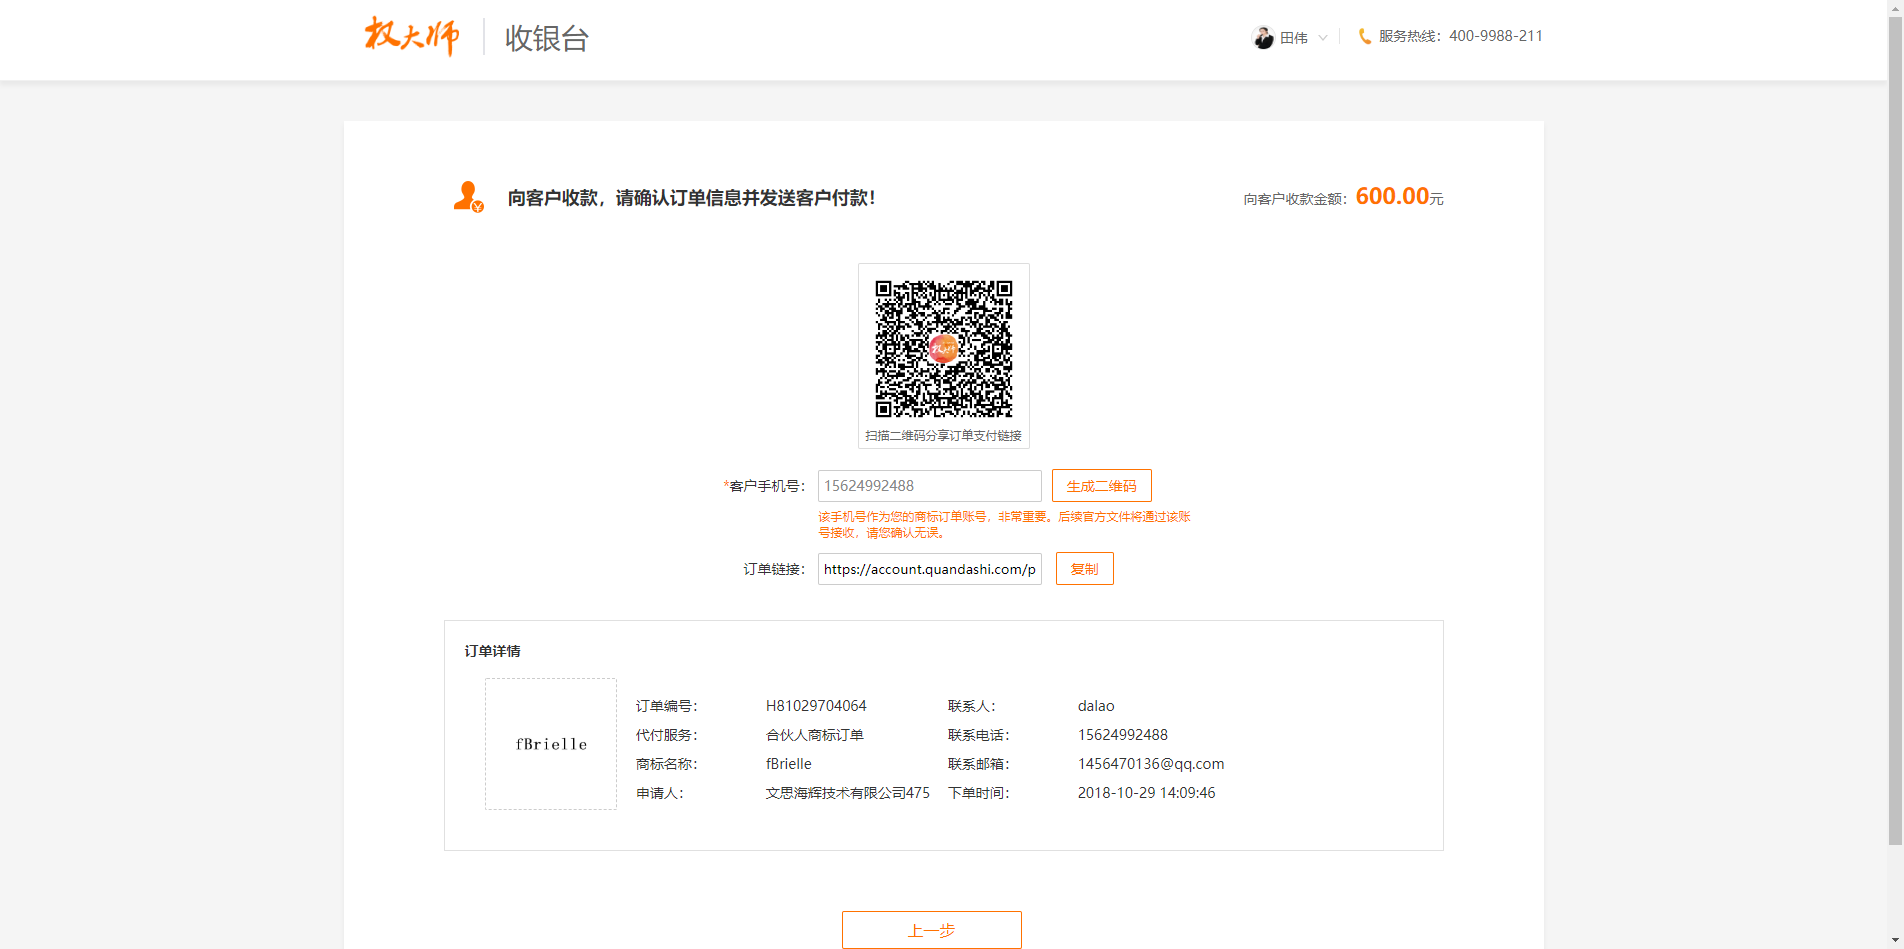 权大师
收银台
田伟
服务热线：400-9988-211
向客户收款，请确认订单信息并发送客户付款！
向客户收款金额：600.00元
权大师
扫描二维码分享订单支付链接
*客户手机号：
15624992488
生成二维码
该手机号作为您的商标订单账号，非常重要。后续官方文件将通过该账
号接收，请您确认无误。
订单链接：
https://account.quandashi.com/p
复制
订单详情
fBrielle
订单编号： H81029704064 联系人： dalao
代付服务： 合伙人商标订单 联系电话： 15624992488
商标名称： fBrielle 联系邮箱： 1456470136@qq.com
申请人： 文思海辉技术有限公司475 下单时间： 2018-10-29 14:09:46
上一步